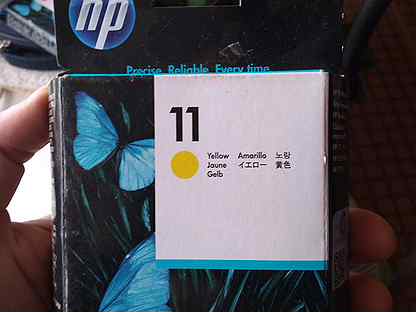 hp
Precise. Reliable. Every time.
11
Yellow Amarillo 노랑
Jaune イエロー 黄色
Gelb